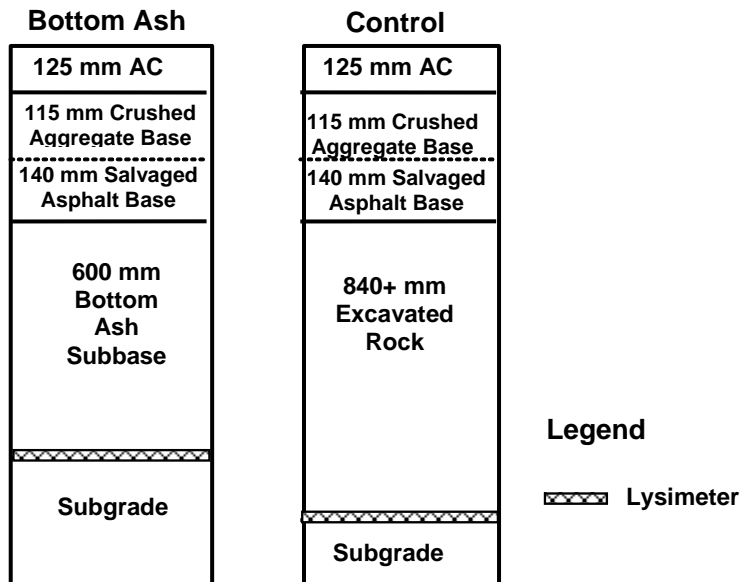 Bottom Ash
125 mm AC
115 mm Crushed
Aggregate Base
140 mm Salvaged
Asphalt Base
600 mm
Bottom
Ash
Subbase
Subgrade
Control
125 mm AC
115 mm Crushed
Aggregate Base
140 mm Salvaged
Asphalt Base
840+ mm
Excavated
Rock
Subgrade
Legend
Lysimeter